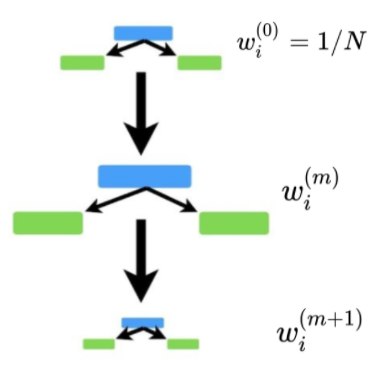 w_i^{(0)} = 1/N
w_i^{(m)}
w_i^{(m+1)}